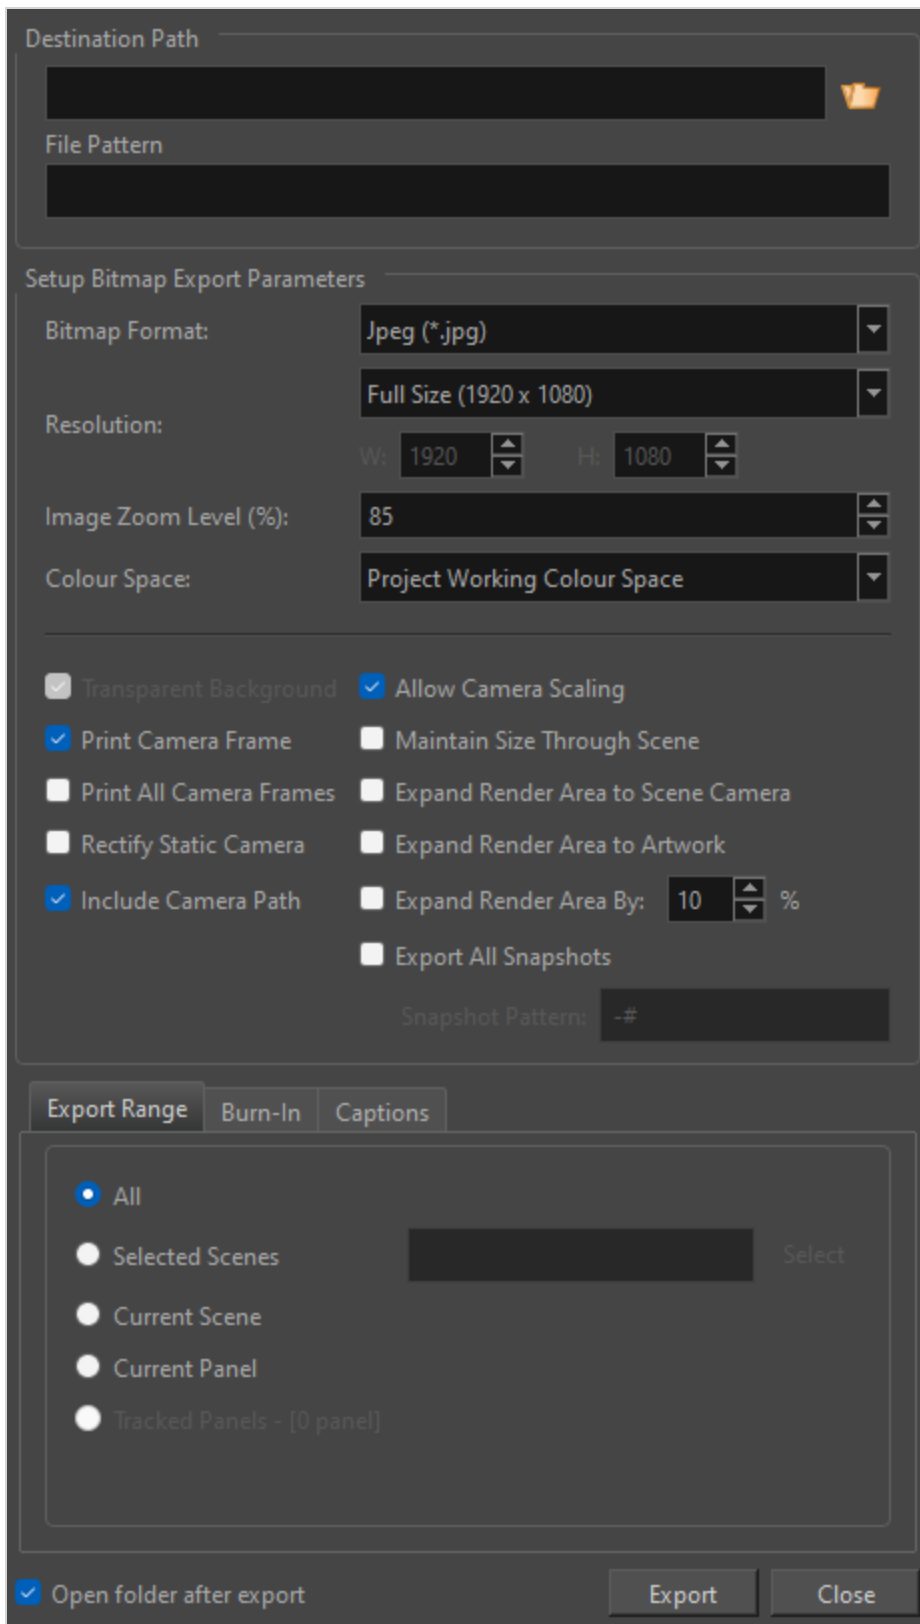 Destination Path
File Pattern
Setup Bitmap Export Parameters
Bitmap Format: Jpeg (*.jpg)
Full Size (1920 x 1080)
Resolution:
W: 1920 H: 1080
Image Zoom Level (%): 85
Colour Space: Project Working Colour Space
Transparent Background Allow Camera Scaling
Print Camera Frame Maintain Size Through Scene
Print All Camera Frames Expand Render Area to Scene Camera
Rectify Static Camera Expand Render Area to Artwork
Include Camera Path Expand Render Area By: 10 %
Export All Snapshots
Snapshot Pattern: -#
Export Range Burn-In Captions
All
Selected Scenes Select
Current Scene
Current Panel
Tracked Panels - [0 panel]
Open folder after export Export Close